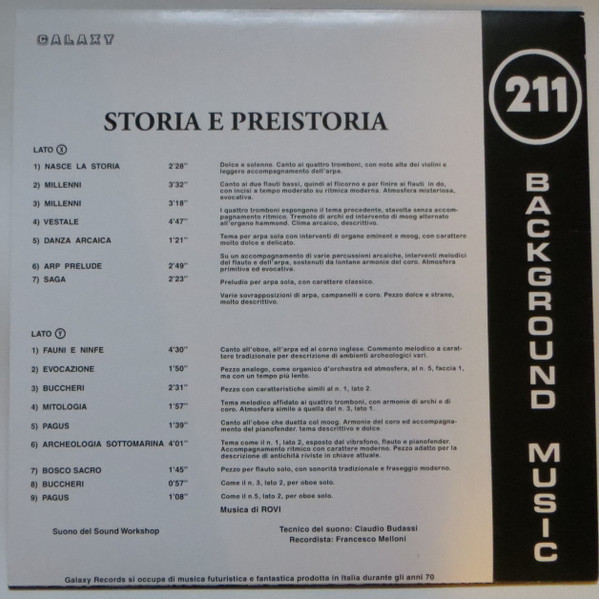 GALAXY
211
BACKGROUND MUSIC
STORIA E PREISTORIA
LATO X
1) NASCE LA STORIA 2'28" Dolce e solenne. Canto ai quattro tromboni, con note alte dei violini e
leggero accompagnamento dell'arpa.
2) MILLENNI 3'32" Canto ai due flauti bassi, quindi al flicorno e per finire ai flauti in do,
con incisi a tempo moderato su ritmica moderna. Atmosfera misteriosa,
evocativa.
3) MILLENNI 3'18"
I quattro tromboni espongono il tema precedente, stavolta senza accom-
pagnamento ritmico. Tremolo di archi ed intervento di moog alternato
4) VESTALE 4'47" all'organo hammond. Clima arcaico, descrittivo.
5) DANZA ARCAICA 1'21" Tema per arpa sola con interventi di organo eminent e moog, con carattere
molto dolce e delicato.
Su un accompagnamento di varie percussioni arcaiche, interventi melodici
6) ARP PRELUDE 2'49" del flauto e dell'arpa, sostenuti da lontane armonie del coro. Atmosfera
primitiva ed evocativa.
7) SAGA 2'23" Preludio per arpa sola, con carattere classico.
Varie sovrapposizioni di arpa, campanelli e coro. Pezzo dolce e strano,
molto descrittivo.
LATO Y
1) FAUNI E NINFE 4'30" Canto all'oboe, all'arpa ed al corno inglese. Commento melodico a carat-
tere tradizionale per descrizione di ambienti archeologici vari.
2) EVOCAZIONE 1'50" Pezzo analogo, come organico d'orchestra ed atmosfera, al n. 5, faccia 1,
ma con un tempo più lento.
3) BUCCHERI 2'31" Pezzo con caratteristiche simili al n. 1, lato 2.
4) MITOLOGIA 1'57" Tema melodico affidato ai quattro tromboni, con armonie di archi e di
coro. Atmosfera simile a quella del n. 3, lato 1.
5) PAGUS 1'39" Canto all'oboe che duetta col moog. Armonie del coro ed accompagna-
mento del pianofender. tema descrittivo e dolce.
6) ARCHEOLOGIA SOTTOMARINA 4'01" Tema come il n. 1, lato 2, esposto dal vibrafono, flauto e pianofender.
Accompagnamento ritmico con carattere moderno. Pezzo adatto per la
descrizione di antichità riviste in chiave attuale.
7) BOSCO SACRO 1'45" Pezzo per flauto solo, con sonorità tradizionale e fraseggio moderno.
8) BUCCHERI 0'57" Come il n. 3, lato 2, per oboe solo.
9) PAGUS 1'08" Come il n.5, lato 2, per oboe solo.
Musica di ROVI
Suono del Sound Workshop
Tecnico del suono: Claudio Budassi
Recordista: Francesco Melloni
Galaxy Records si occupa di musica futuristica e fantastica prodotta in Italia durante gli anni 70